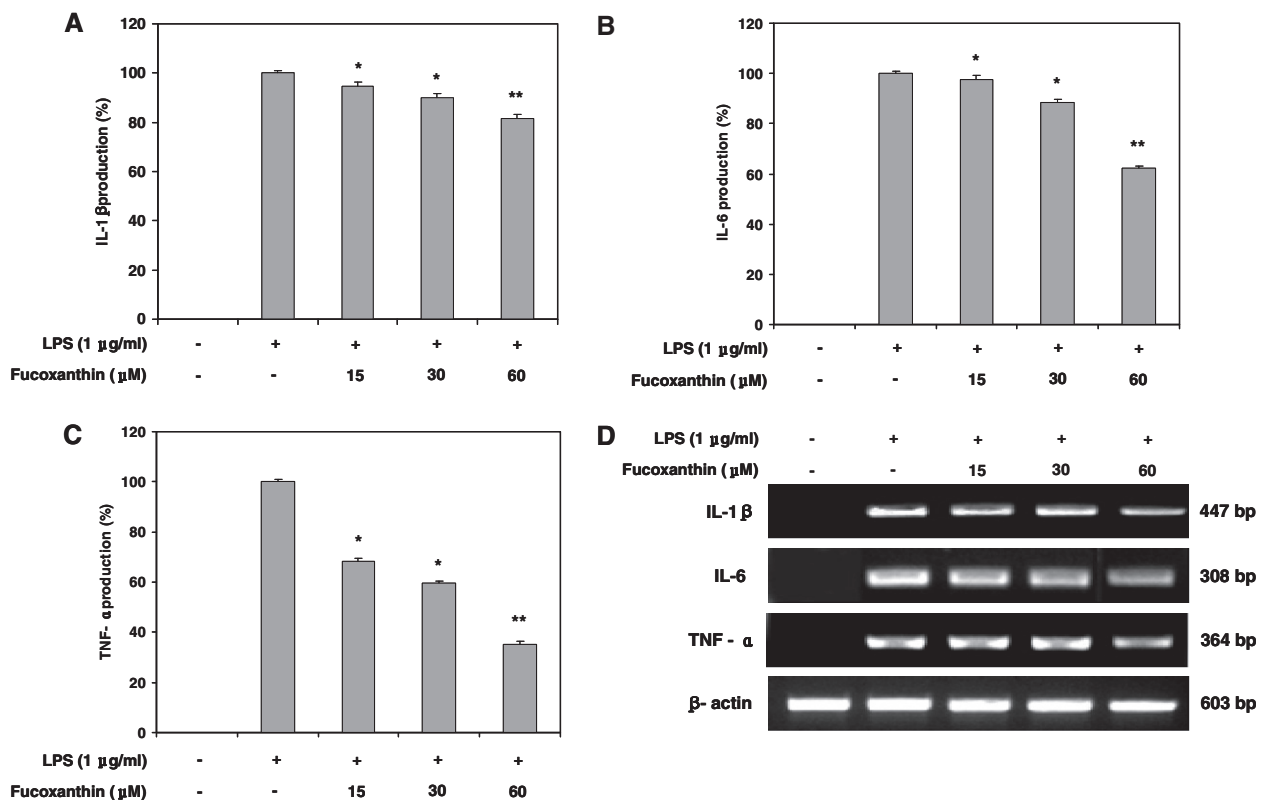 A
120
100
80
60
40
20
0
IL-1 βproduction (%)
* * **
LPS (1 μg/ml) - + + + +
Fucoxanthin (μM) - - 15 30 60
B
120
100
80
60
40
20
0
IL-6 production (%)
* * **
LPS (1 μg/ml) - + + + +
Fucoxanthin (μM) - - 15 30 60
C
120
100
80
60
40
20
0
TNF- αproduction (%)
* * **
LPS (1 μg/ml) - + + + +
Fucoxanthin (μM) - - 15 30 60
D
LPS (1 μg/ml) - + + + +
Fucoxanthin (μM) - - 15 30 60
IL-1 β 447 bp
IL-6 308 bp
TNF - α 364 bp
β- actin 603 bp